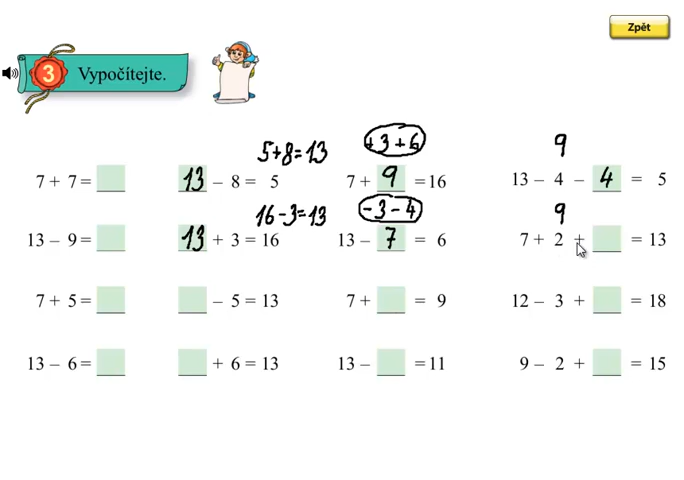 Zpět
3 Vypočítejte.
5+8=13 +3+6 9
7 + 7 = 13 – 8 = 5 7 + 9 = 16 13 – 4 – 4 = 5
16-3=13 -3-4 9
13 – 9 = 13 + 3 = 16 13 – 7 = 6 7 + 2 + = 13
7 + 5 = – 5 = 13 7 + = 9 12 – 3 + = 18
13 – 6 = + 6 = 13 13 – = 11 9 – 2 + = 15